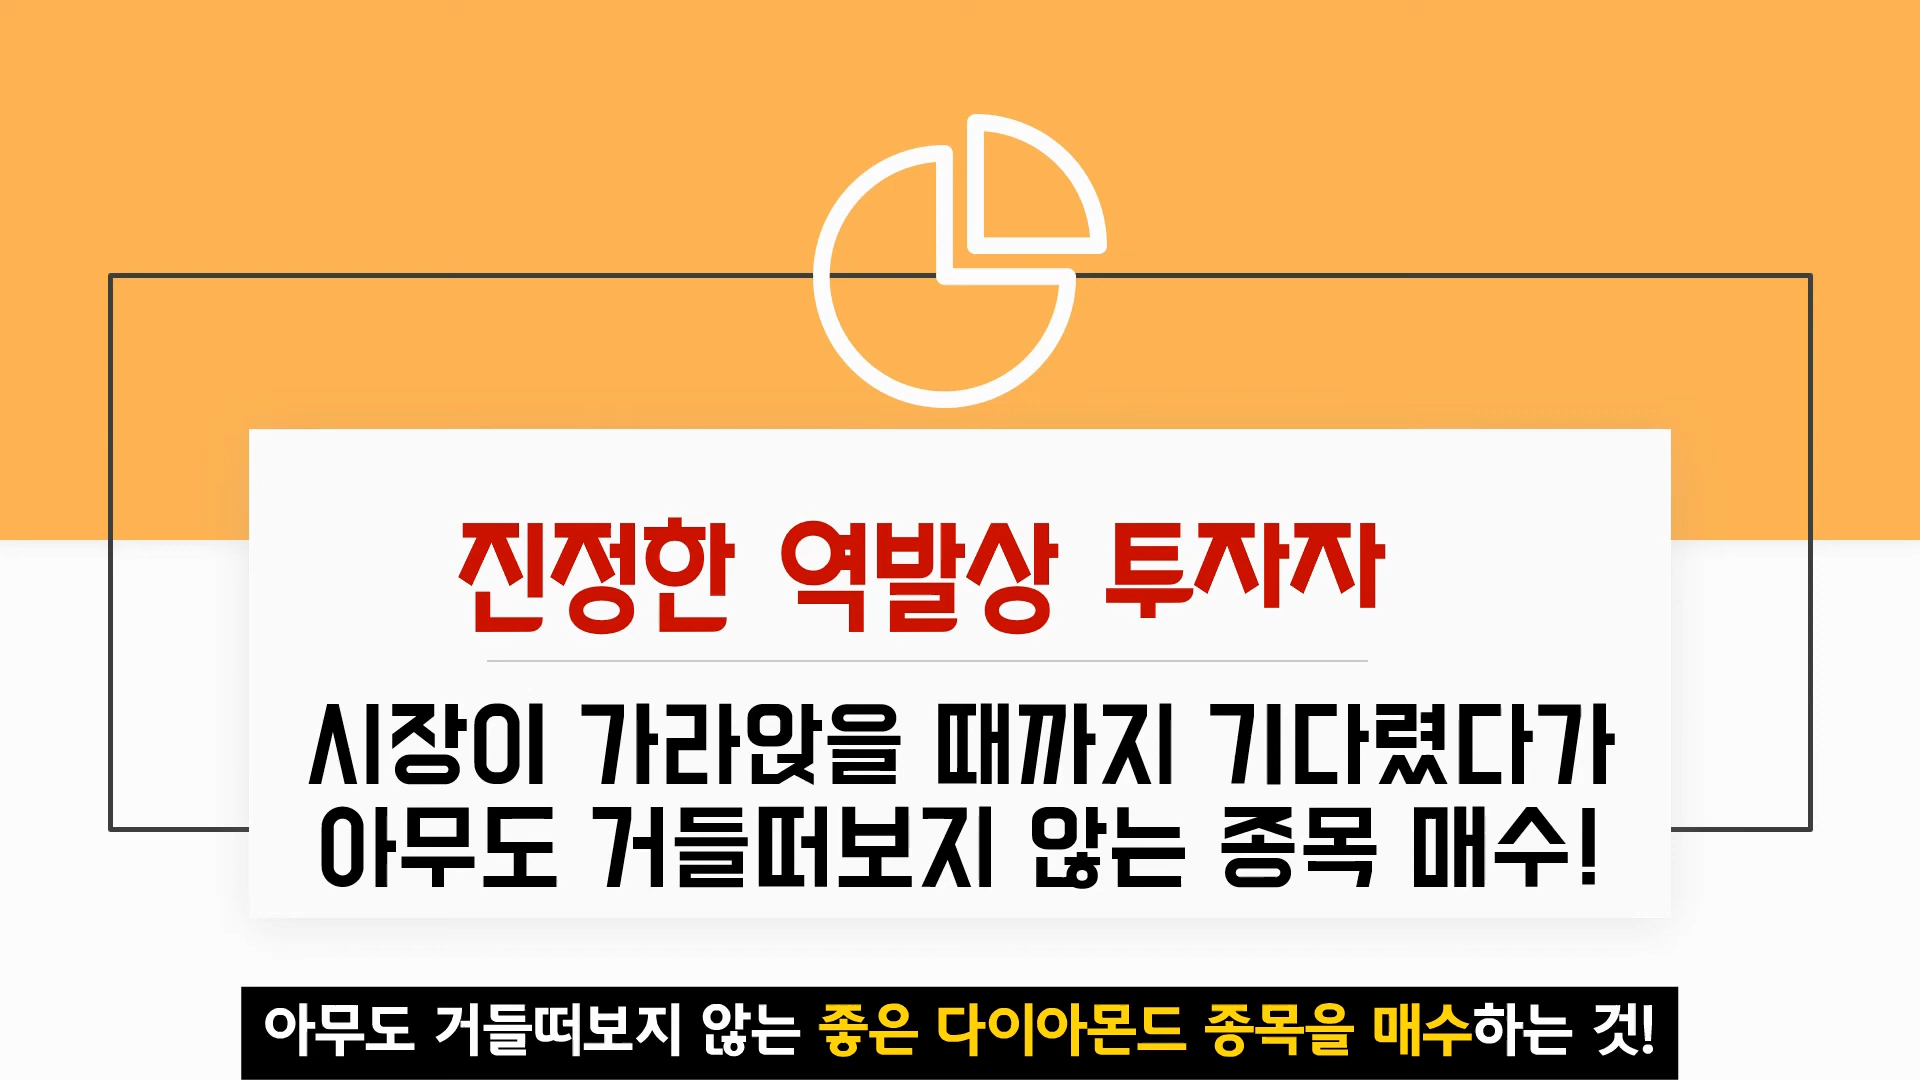 진정한 역발상 투자자
시장이 가라앉을 때까지 기다렸다가
아무도 거들떠보지 않는 종목 매수!
아무도 거들떠보지 않는 좋은 다이아몬드 종목을 매수하는 것!